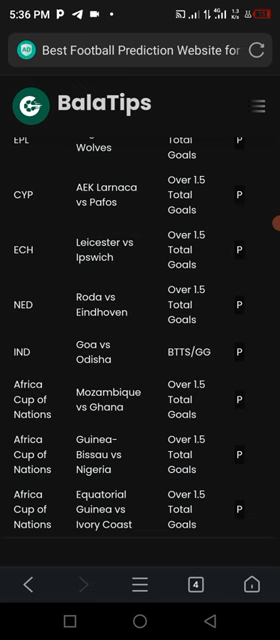 5:36 PM P 4G 1.3 K/s
AD Best Football Prediction Website for
BalaTips
EPL Wolves Total Goals P
CYP AEK Larnaca vs Pafos Over 1.5 Total Goals P
ECH Leicester vs Ipswich Over 1.5 Total Goals P
NED Roda vs Eindhoven Over 1.5 Total Goals P
IND Goa vs Odisha BTTS/GG P
Africa Cup of Nations Mozambique vs Ghana Over 1.5 Total Goals P
Africa Cup of Nations Guinea-Bissau vs Nigeria Over 1.5 Total Goals P
Africa Cup of Nations Equatorial Guinea vs Ivory Coast Over 1.5 Total Goals P
4